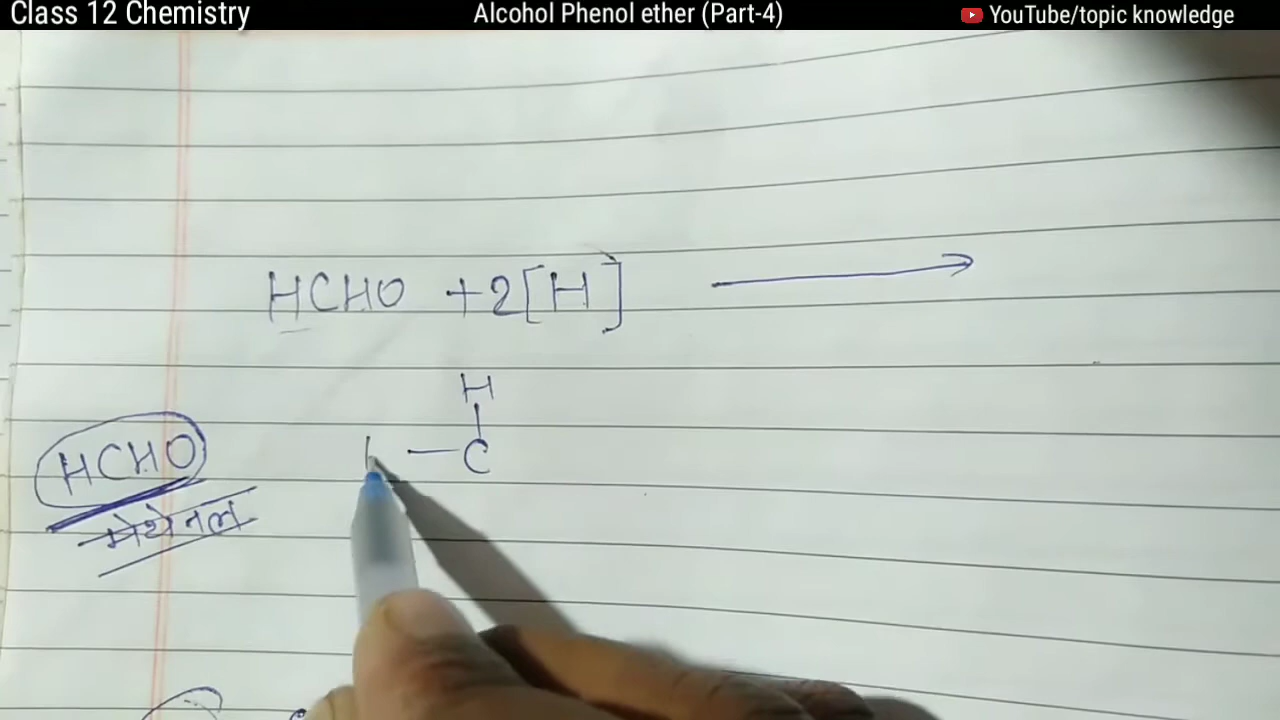 Class 12 Chemistry
Alcohol Phenol ether (Part-4)
YouTube/topic knowledge
HCHO + 2[H] ⟶
H
– C
HCHO
मेथेनल